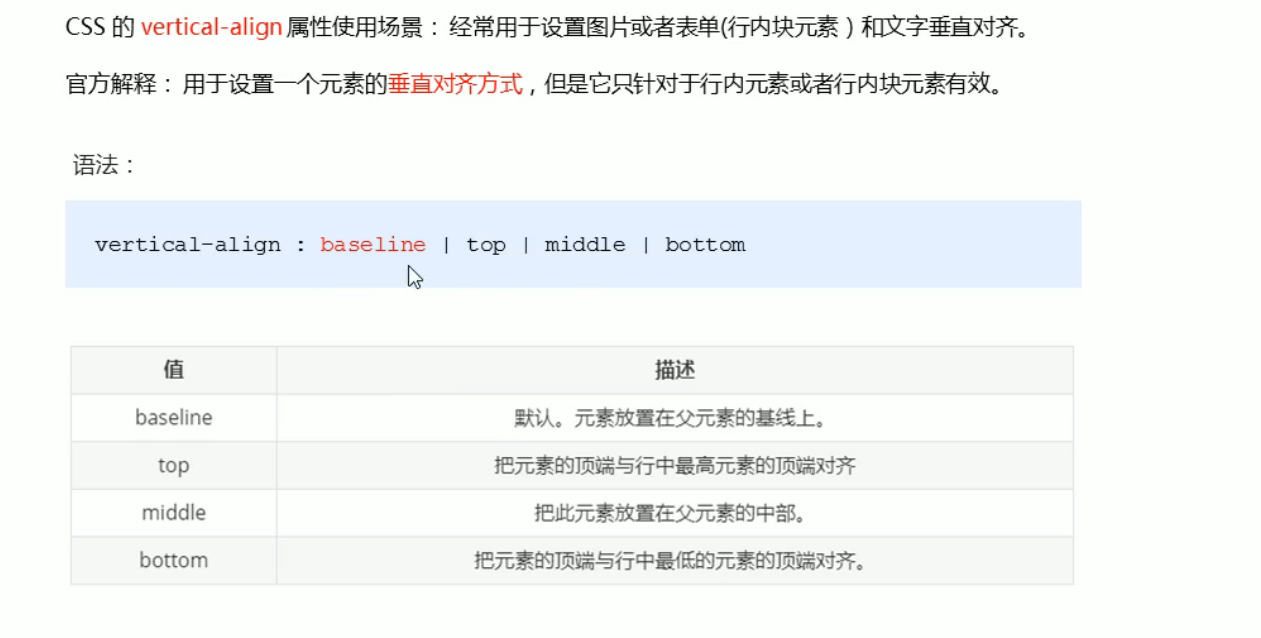 CSS 的 vertical-align 属性使用场景： 经常用于设置图片或者表单(行内块元素）和文字垂直对齐。
官方解释： 用于设置一个元素的垂直对齐方式，但是它只针对于行内元素或者行内块元素有效。
语法：
vertical-align : baseline | top | middle | bottom
值 描述
baseline 默认。元素放置在父元素的基线上。
top 把元素的顶端与行中最高元素的顶端对齐
middle 把此元素放置在父元素的中部。
bottom 把元素的顶端与行中最低的元素的顶端对齐。